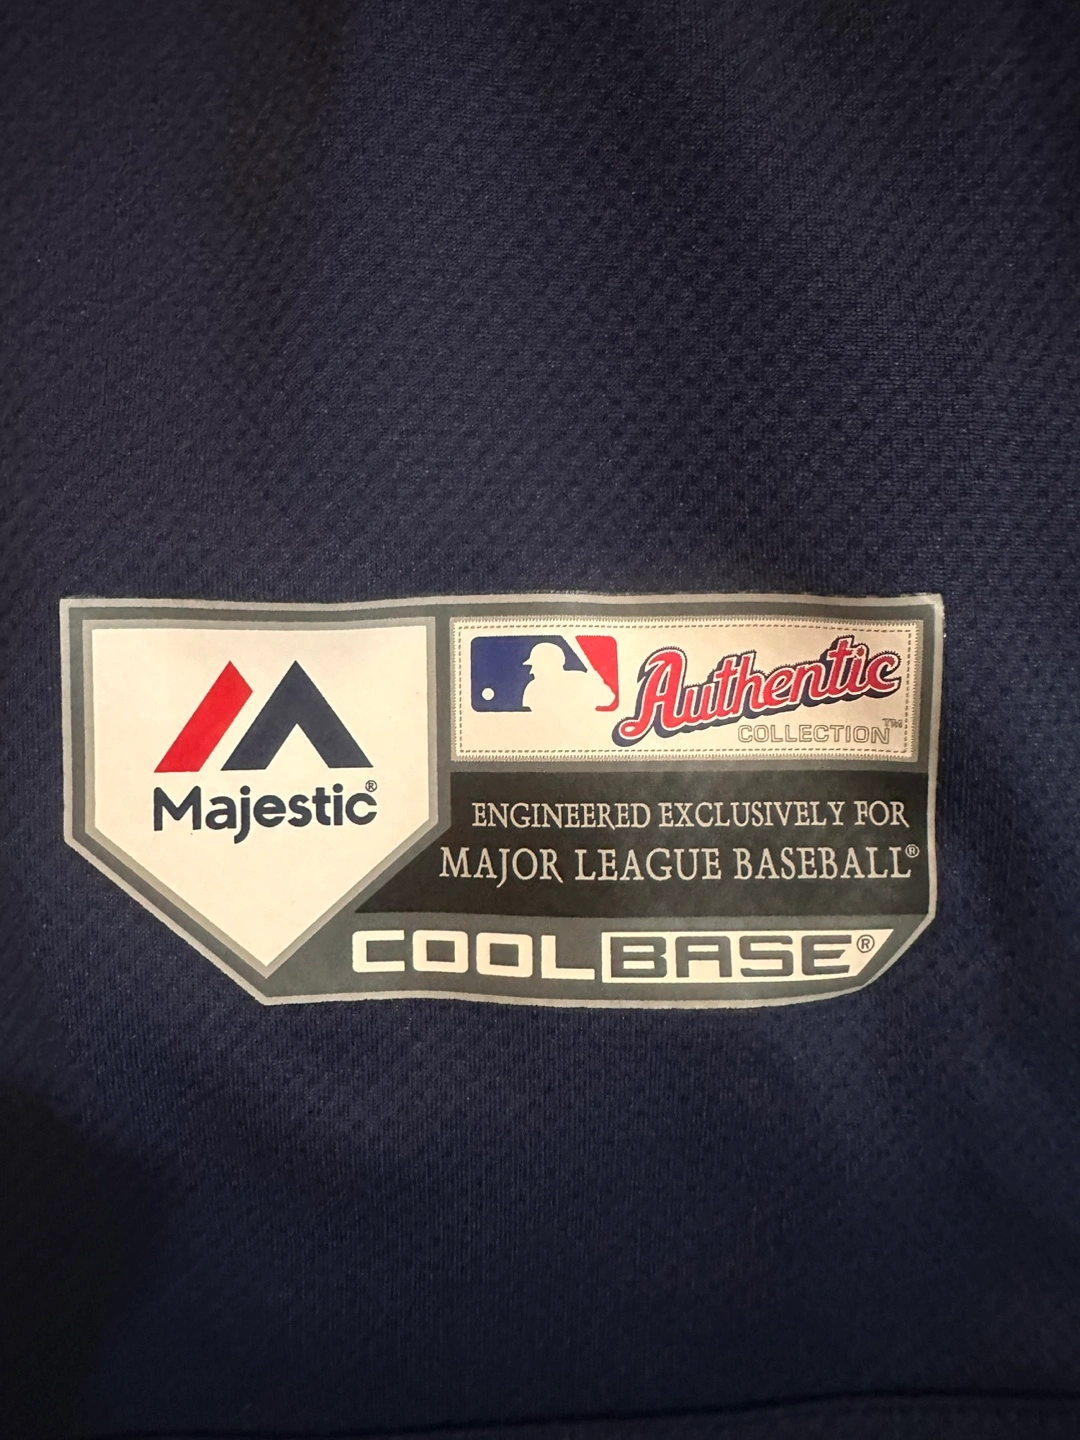 Majestic®
Authentic
COLLECTION™
ENGINEERED EXCLUSIVELY FOR
MAJOR LEAGUE BASEBALL®
COOLBASE®